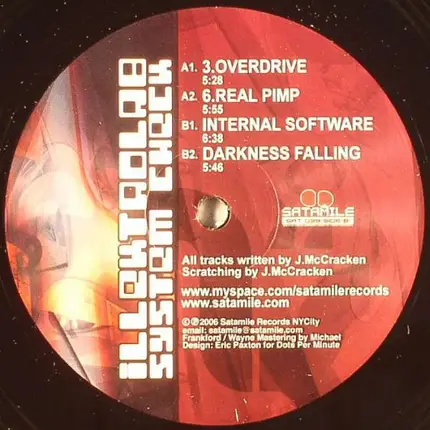 iLLEKTROLAB
SYSTEM CHECK
A1. 3.OVERDRIVE
5:28
A2. 6.REAL PIMP
5:55
B1. INTERNAL SOFTWARE
6:38
B2. DARKNESS FALLING
5:46
SATAMILE
All tracks written by J.McCracken
Scratching by J.McCracken
www.myspace.com/satamilerecords
www.satamile.com
©℗2006 Satamile Records NYCity
email: satamile@satamile.com
Frankford / Wayne Mastering by Michael
Design: Eric Paxton for Dots Per Minute